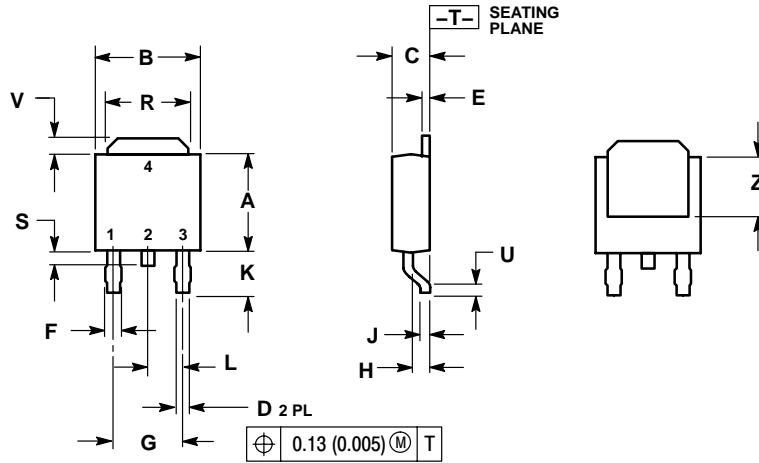 –T– SEATING
PLANE
B
C
V
R
E
4
Z
A
S
1 2 3
U
K
F
J
L
H
D 2 PL
G
⌖ 0.13 (0.005) Ⓜ T